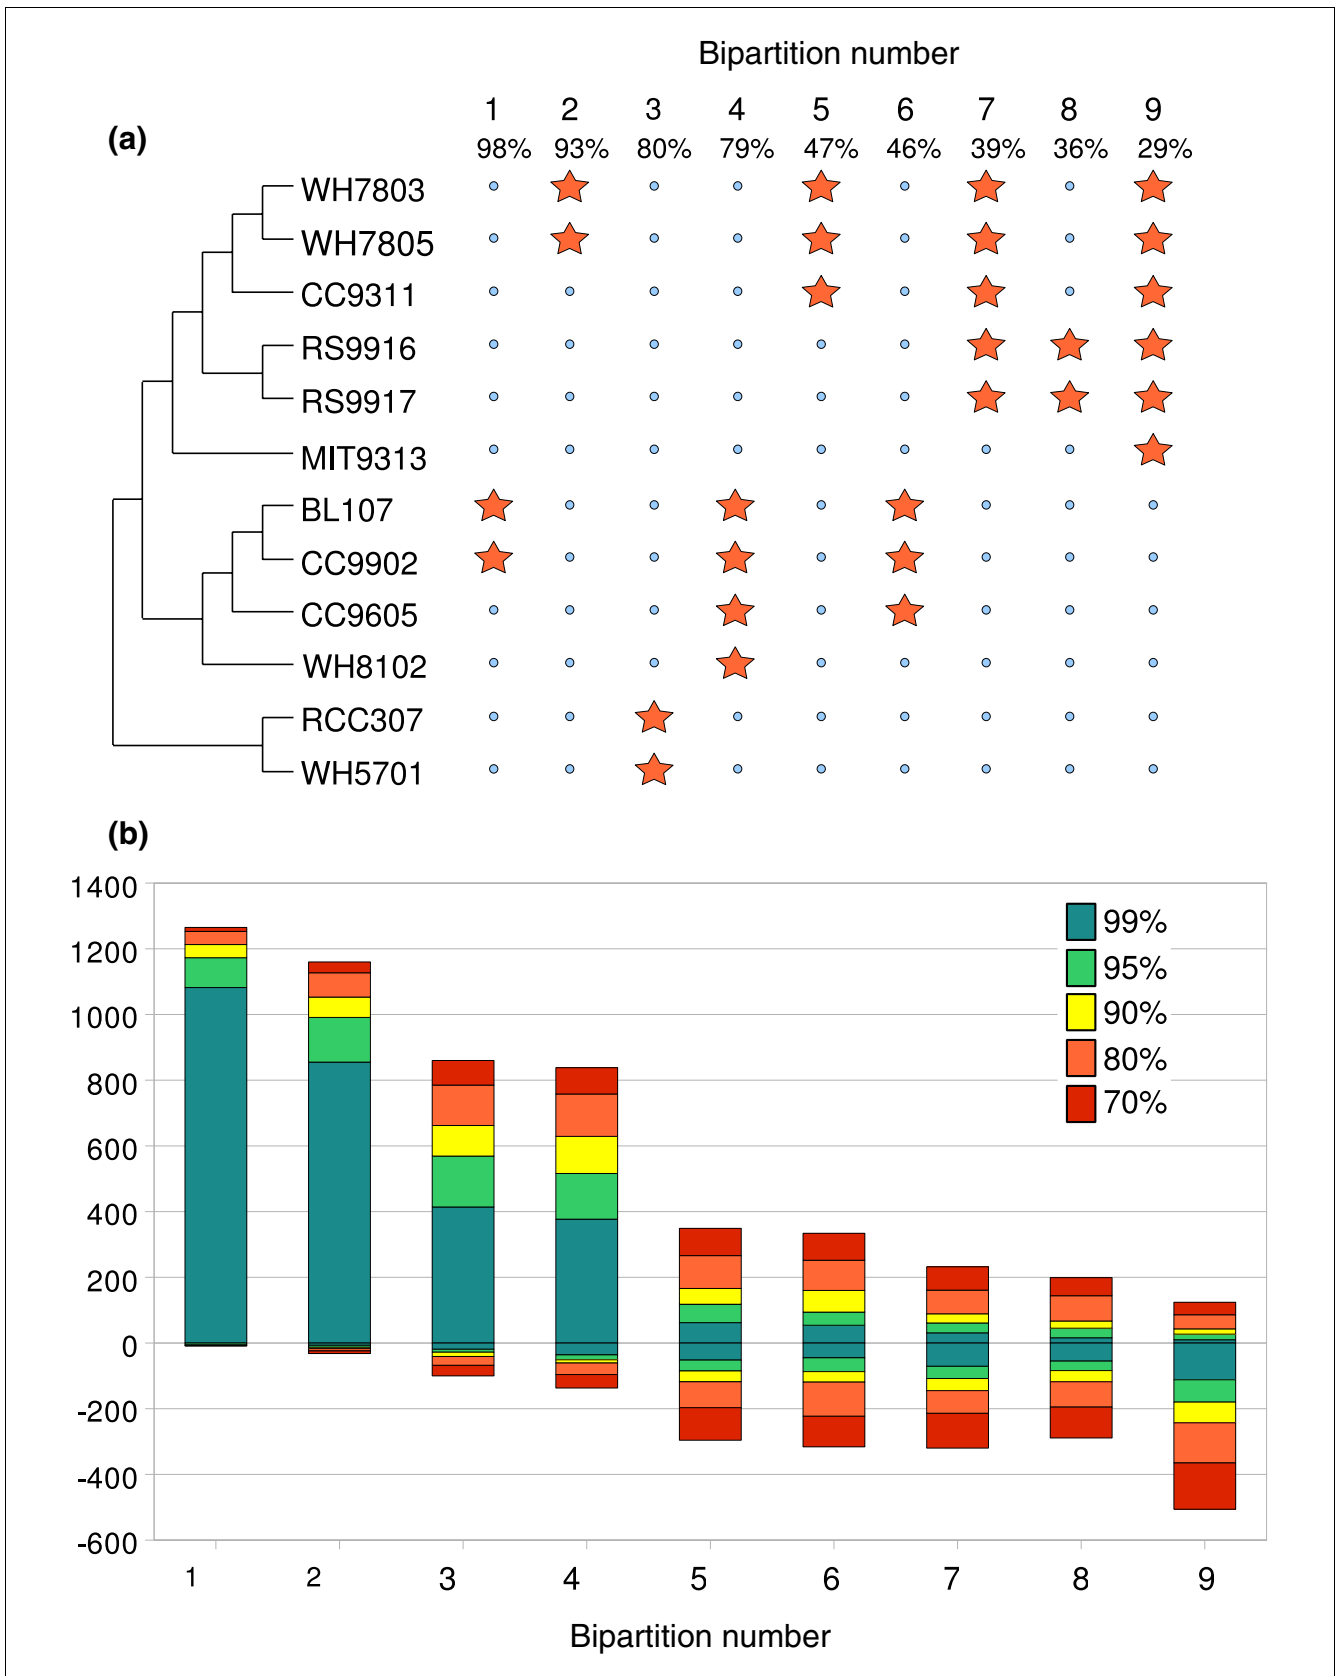 Bipartition number
1 2 3 4 5 6 7 8 9
(a)
98% 93% 80% 79% 47% 46% 39% 36% 29%
WH7803
WH7805
CC9311
RS9916
RS9917
MIT9313
BL107
CC9902
CC9605
WH8102
RCC307
WH5701
(b)
1400
1200
1000
800
600
400
200
0
-200
-400
-600
99%
95%
90%
80%
70%
1 2 3 4 5 6 7 8 9
Bipartition number